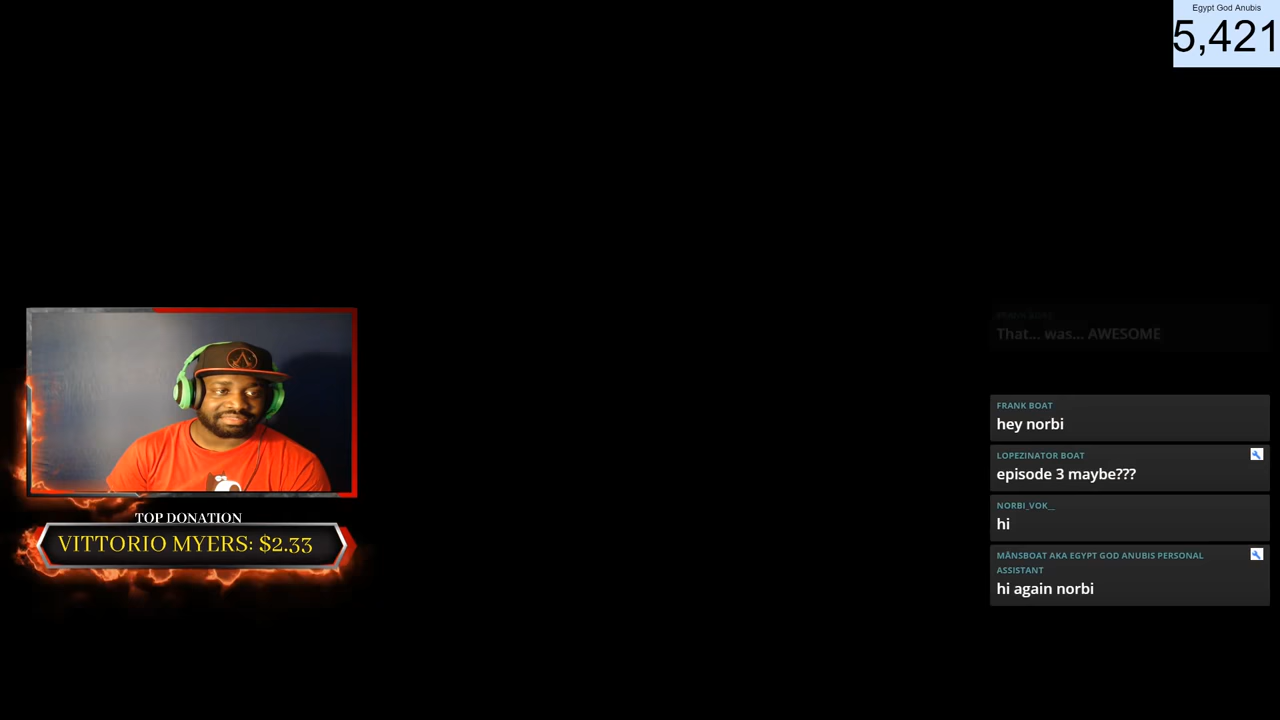 Egypt God Anubis
5,421
That... was... AWESOME
FRANK BOAT
hey norbi
LOPEZINATOR BOAT
episode 3 maybe???
NORBI_VOK__
hi
MÅNSBOAT AKA EGYPT GOD ANUBIS PERSONAL
ASSISTANT
hi again norbi
TOP DONATION
VITTORIO MYERS: $2.33